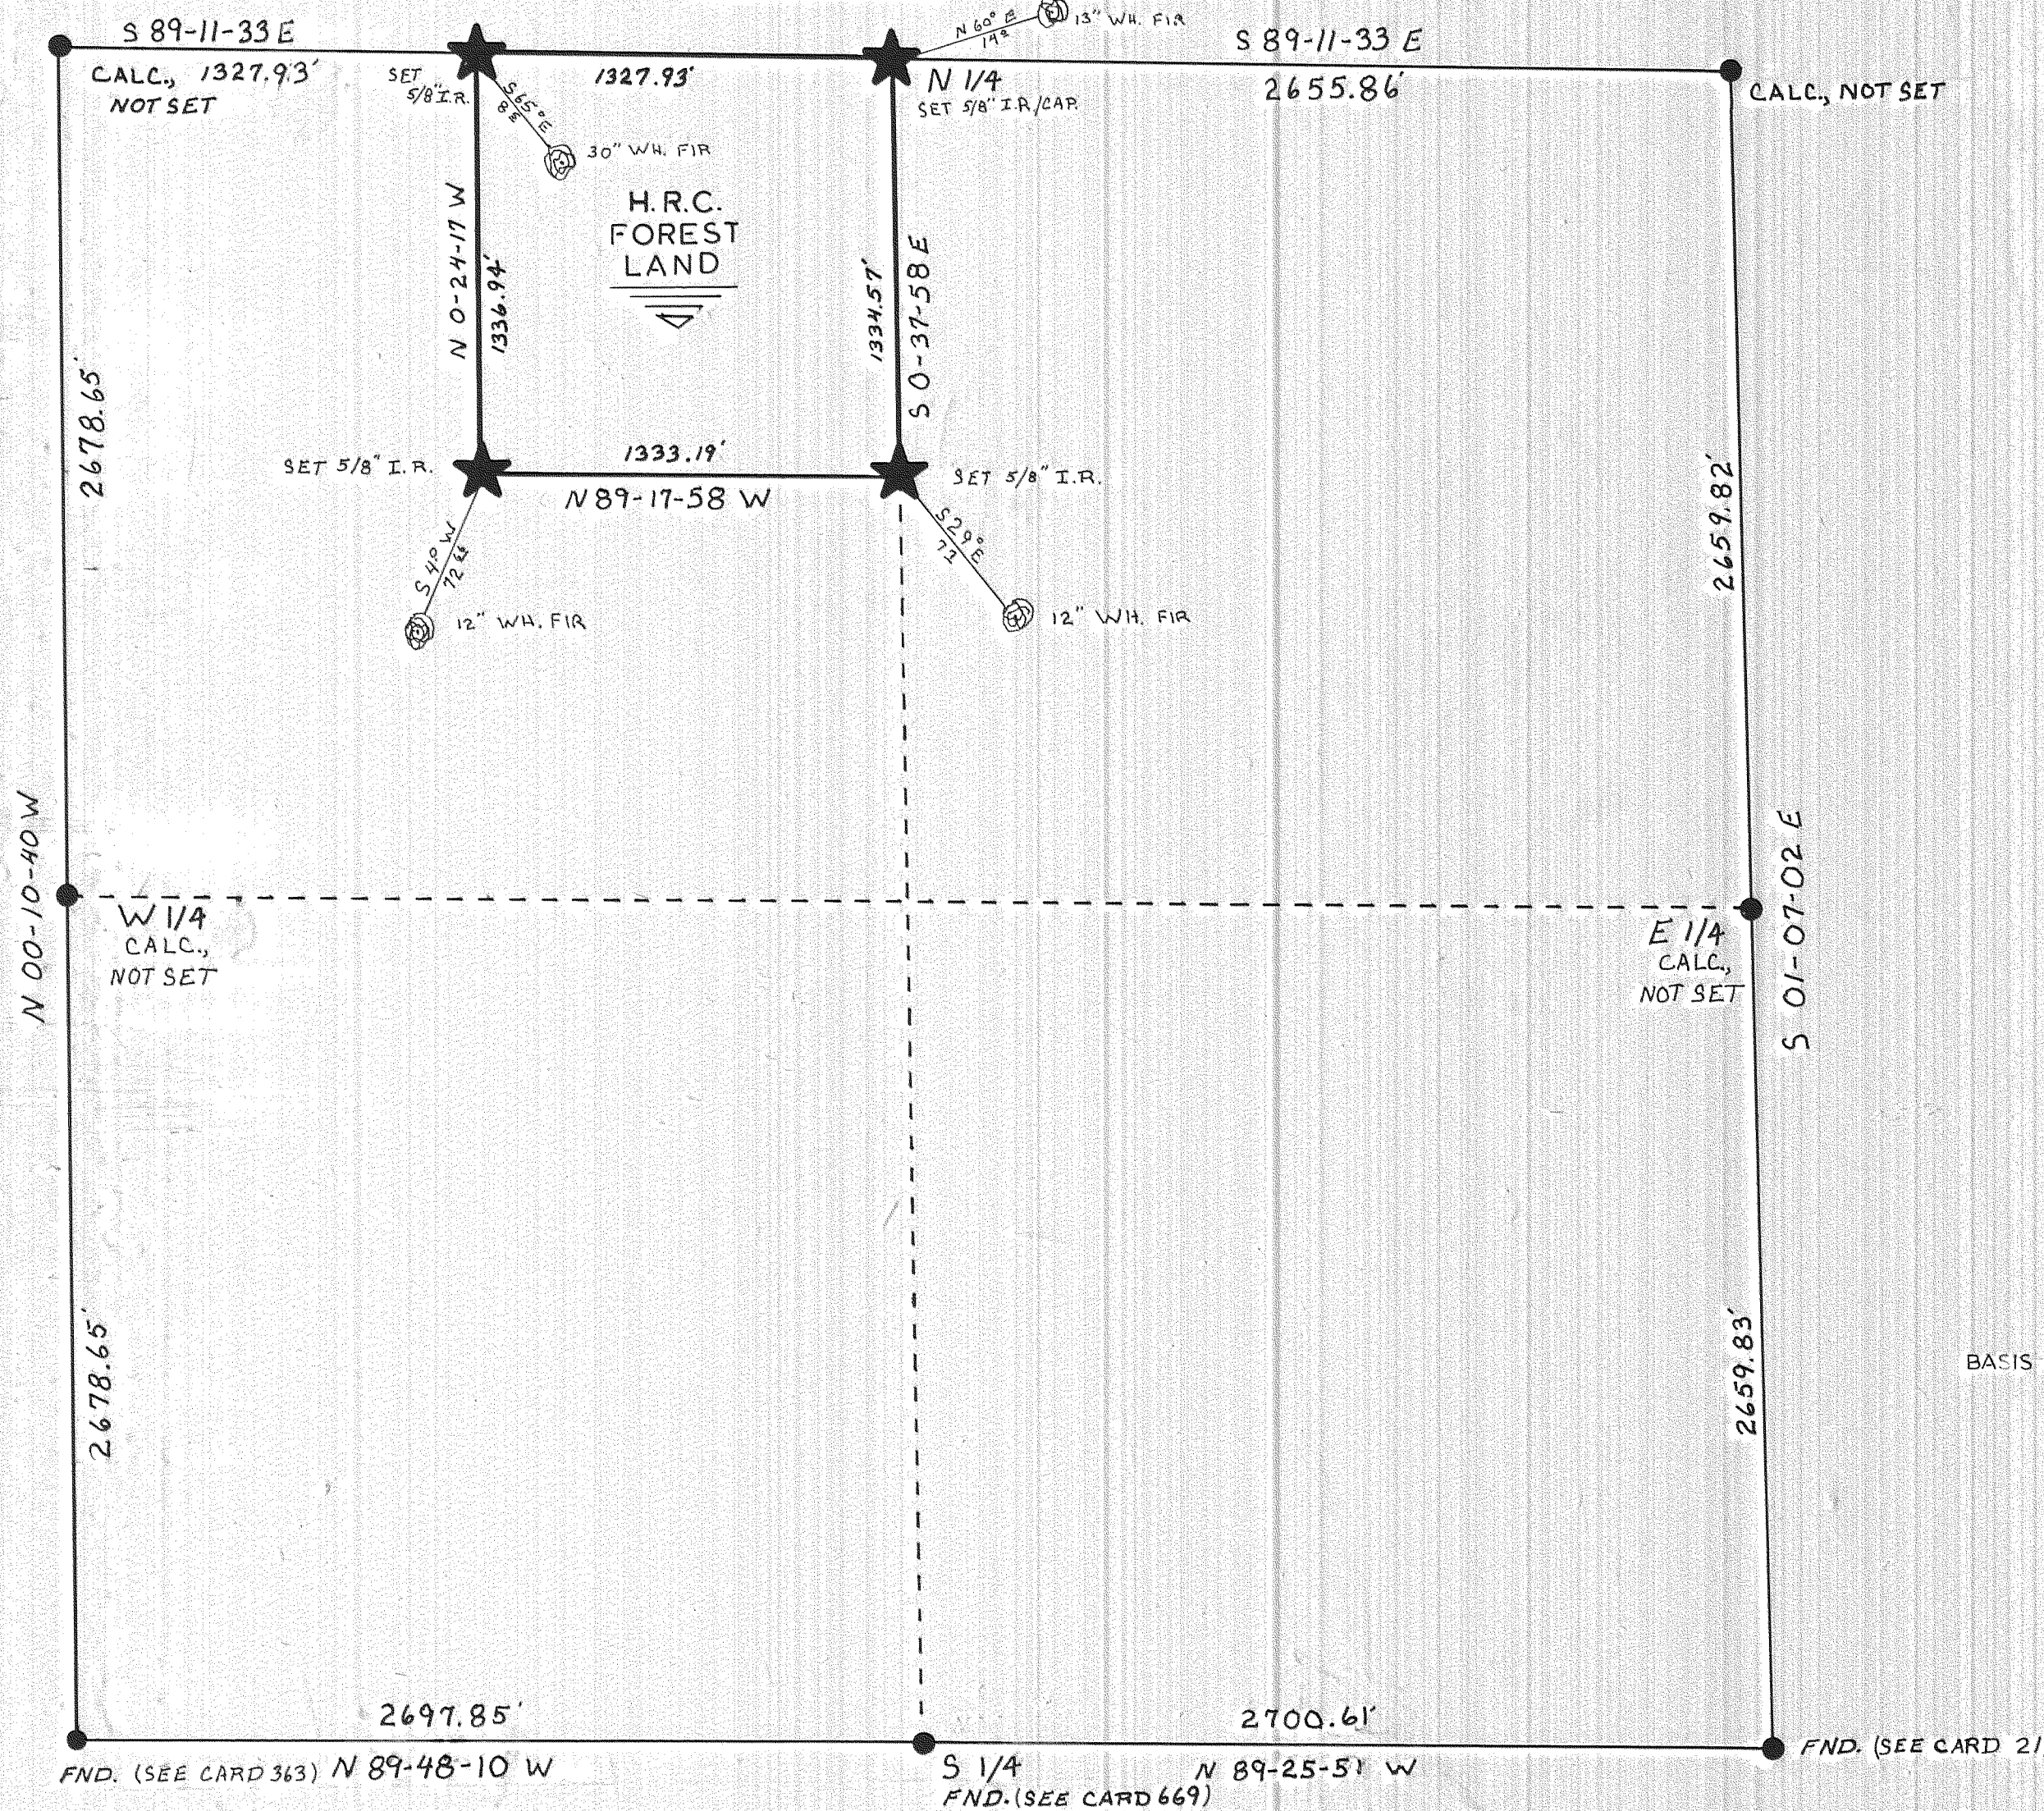 S 89-11-33 E
CALC., 1327.93'
NOT SET
SET
5/8" I.R.
1327.93'
N 60° E
13" WH. FIR
N 1/4
SET 5/8" I.R./CAP.
S 89-11-33 E
2655.86'
CALC., NOT SET
S 65° E
30" WH. FIR
H.R.C.
FOREST
LAND
N 0-24-17 W
1336.94'
1334.57'
S 0-37-58 E
2678.65'
SET 5/8" I.R.
1333.19'
N 89-17-58 W
SET 5/8" I.R.
S 4° W
72 66
12" WH. FIR
S 29° E
12" WH. FIR
2659.82'
N 00-10-40 W
W 1/4
CALC.,
NOT SET
E 1/4
CALC.,
NOT SET
S 01-07-02 E
2678.65'
2659.83'
BASIS
2697.85'
2700.61'
FND. (SEE CARD 363) N 89-48-10 W
S 1/4
FND. (SEE CARD 669)
N 89-25-51 W
FND. (SEE CARD 21